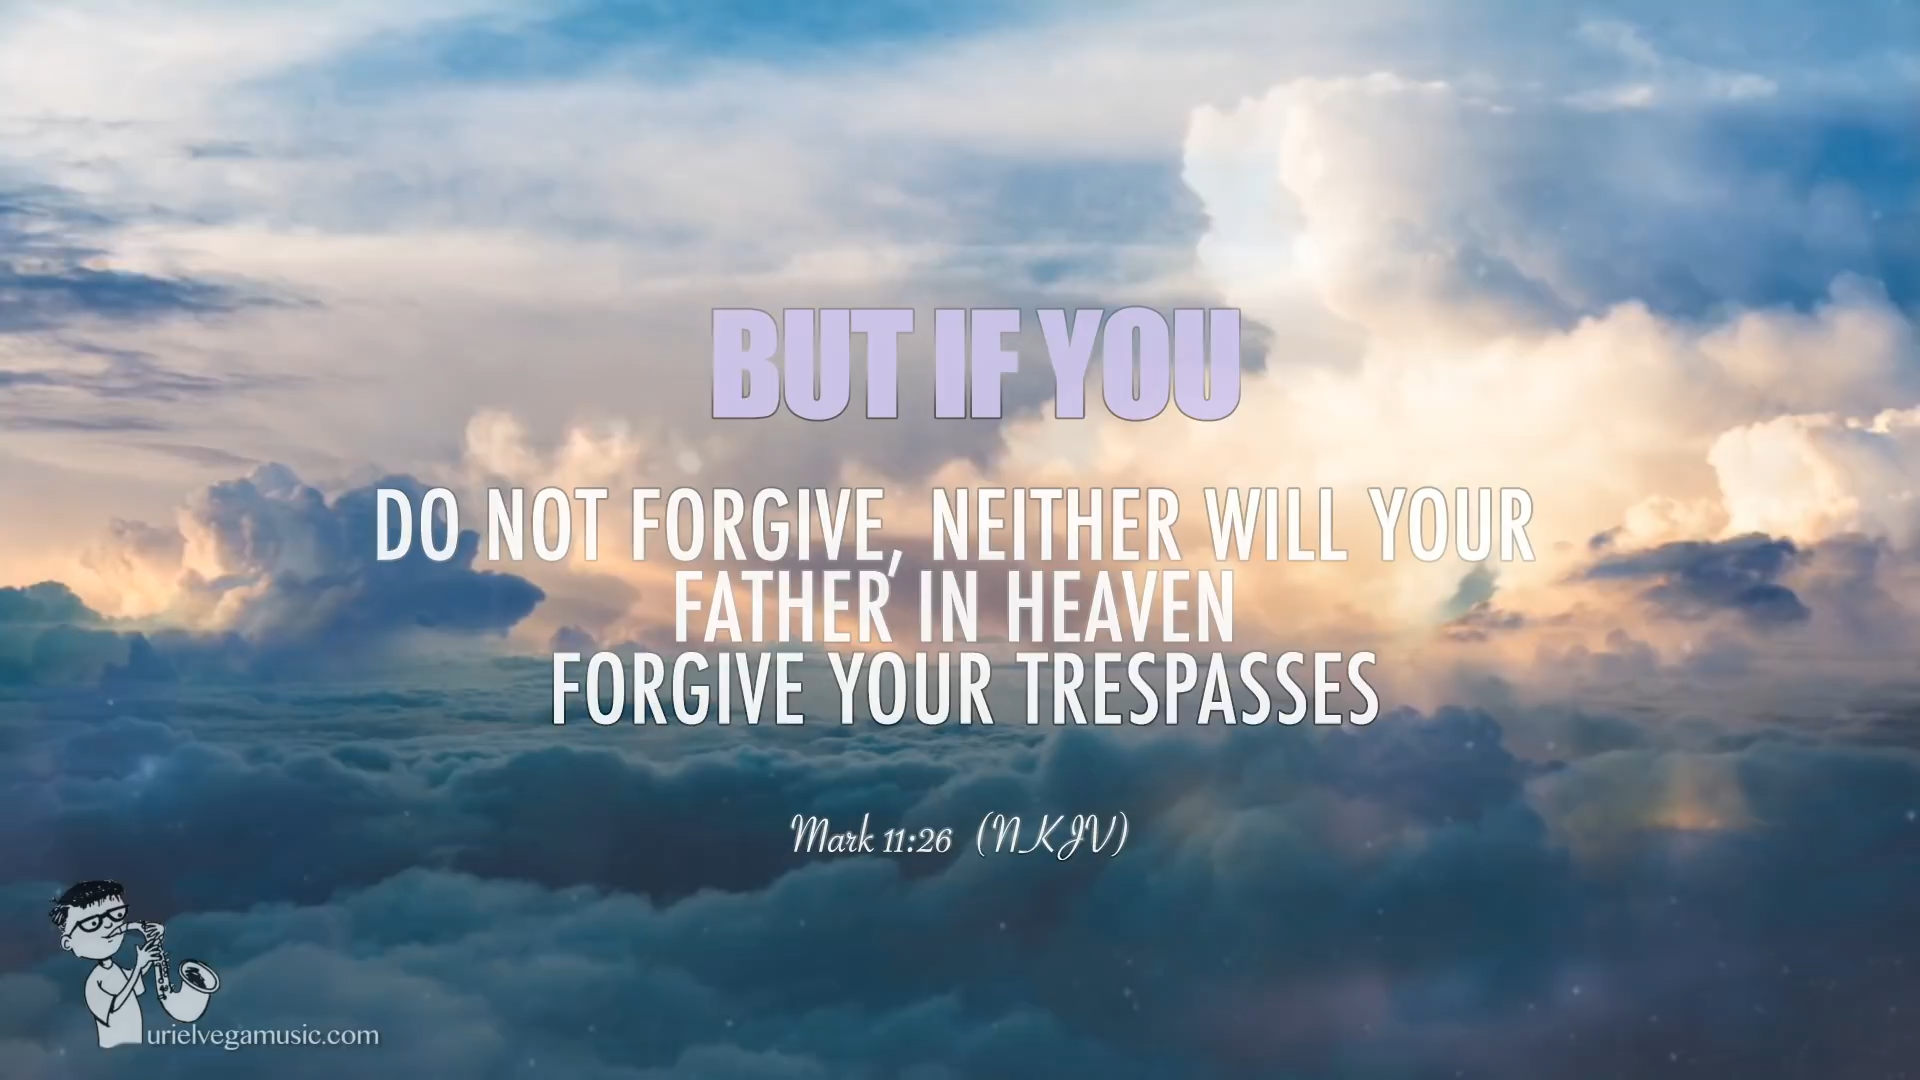 BUT IF YOU
DO NOT FORGIVE, NEITHER WILL YOUR
FATHER IN HEAVEN
FORGIVE YOUR TRESPASSES
Mark 11:26 (NKJV)
urielvegamusic.com